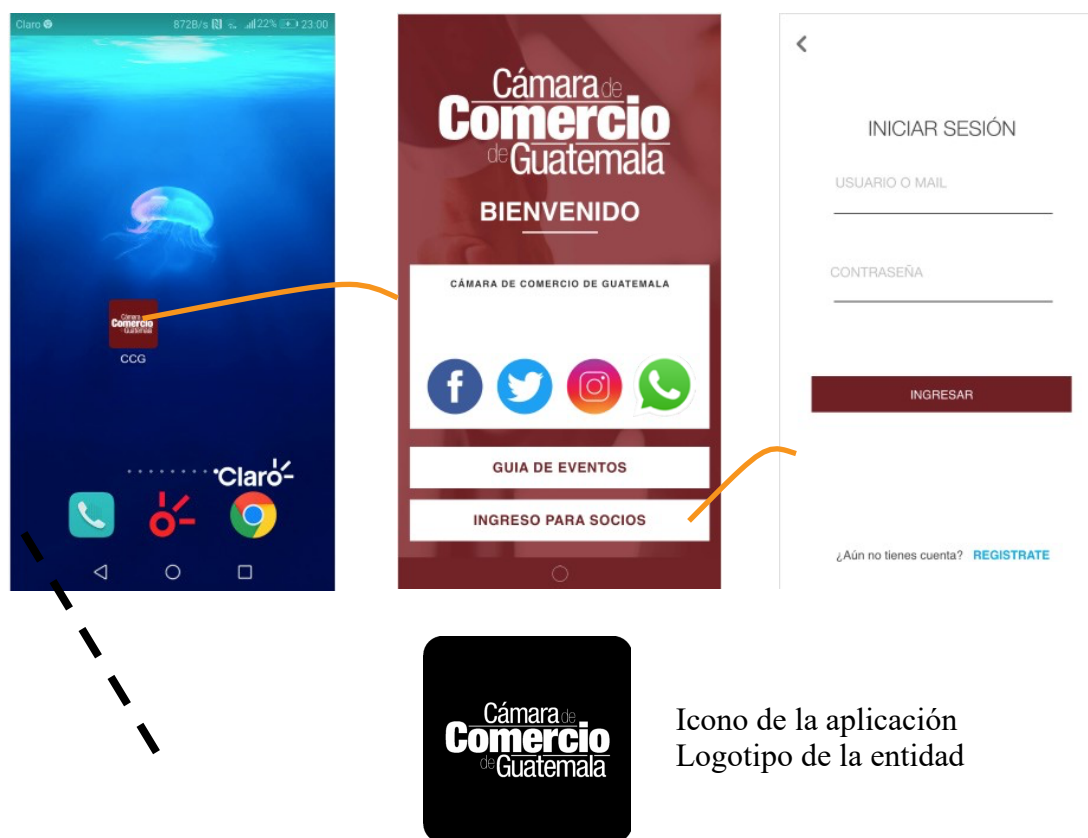 Claro
872B/s
22%
23:00
Cámara
Comercio
Guatemala
CCG
Claro
Cámara de
Comercio
de Guatemala
BIENVENIDO
CÁMARA DE COMERCIO DE GUATEMALA
GUIA DE EVENTOS
INGRESO PARA SOCIOS
INICIAR SESIÓN
USUARIO O MAIL
CONTRASEÑA
INGRESAR
¿Aún no tienes cuenta? REGISTRATE
Cámara de
Comercio
de Guatemala
Icono de la aplicación
Logotipo de la entidad